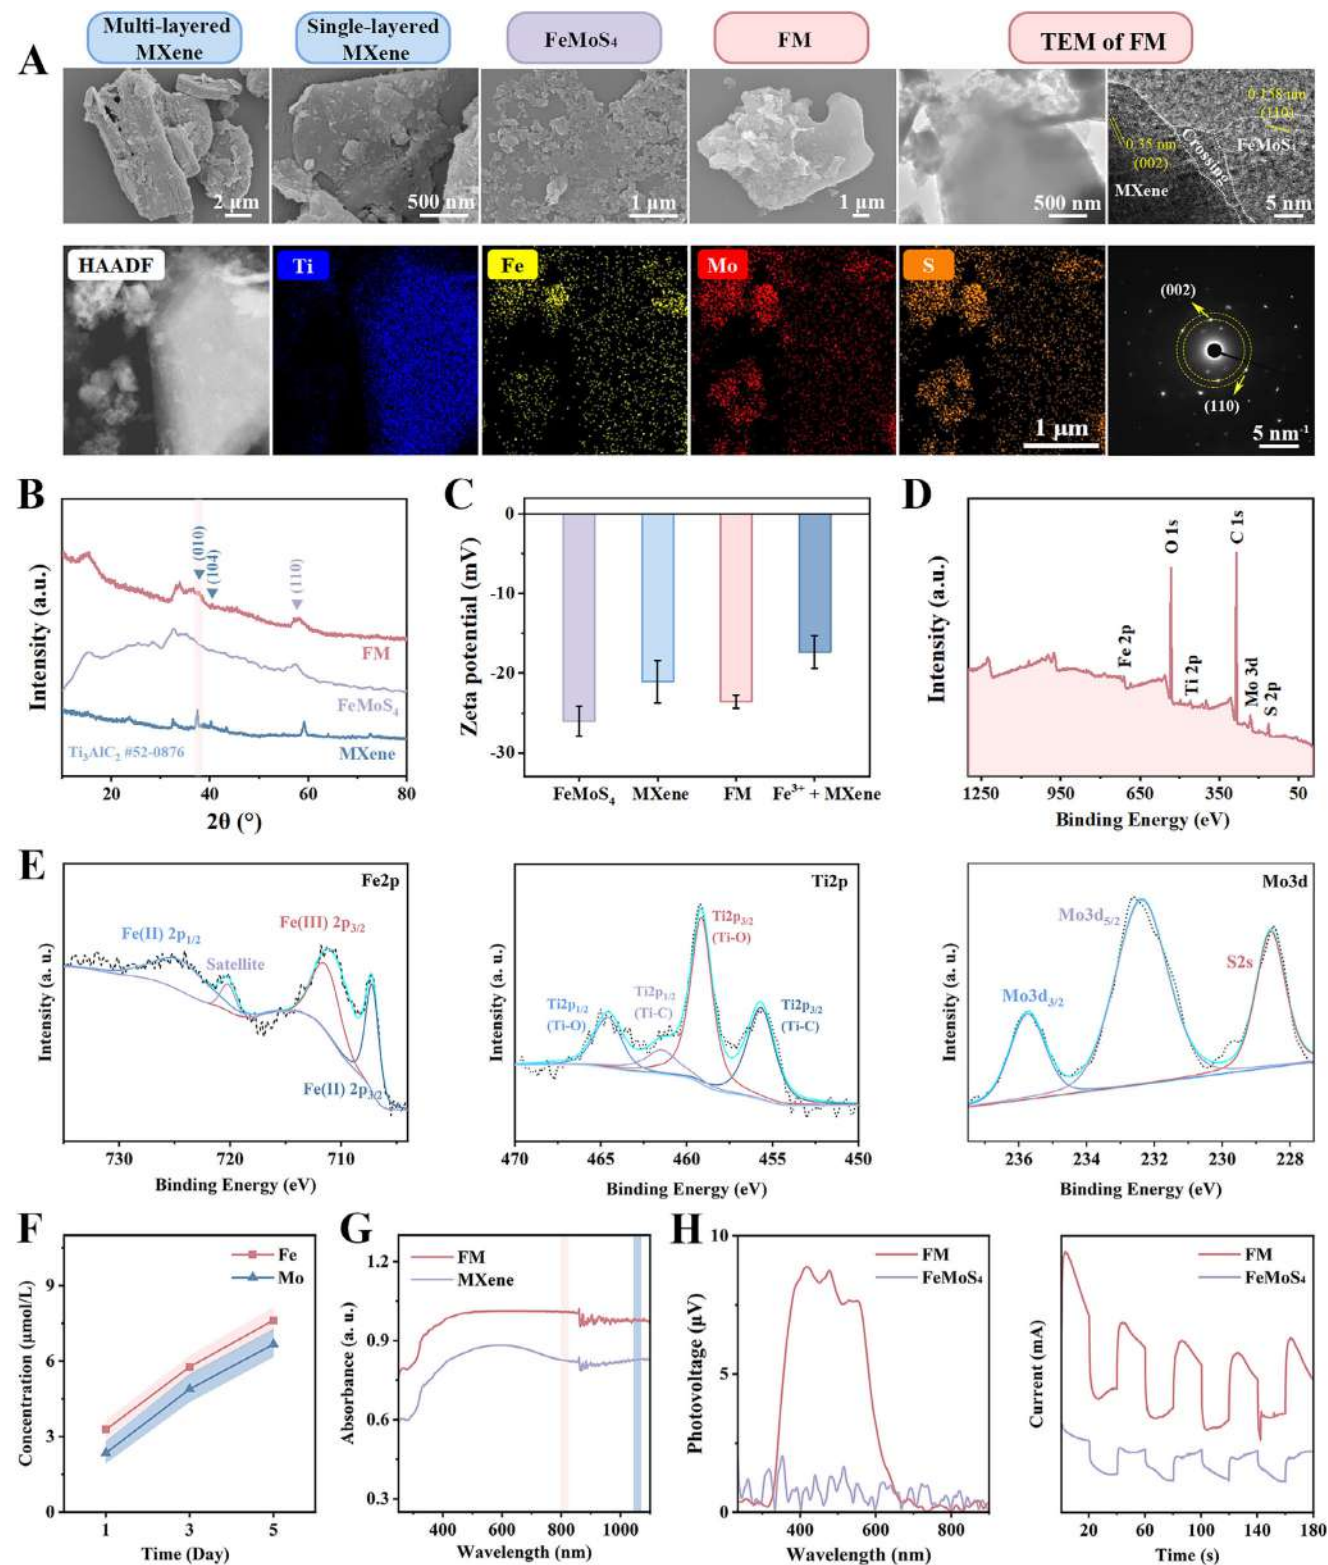 Multi-layered
MXene
Single-layered
MXene
FeMoS₄
FM
TEM of FM
A
2 μm
500 nm
1 μm
1 μm
500 nm
0.158 nm
(110)
FeMoS₄
0.35 nm
(002)
Crossing
MXene
5 nm
HAADF
Ti
Fe
Mo
S
1 μm
(002)
(110)
5 nm⁻¹
B
Intensity (a.u.)
(010)
(104)
(110)
FM
FeMoS₄
Ti₃AlC₂ #52-0876
MXene
20 40 60 80
2θ (°)
C
Zeta potential (mV)
0
-10
-20
-30
FeMoS₄ MXene FM Fe³⁺ + MXene
D
Intensity (a.u.)
Fe 2p
O 1s
Ti 2p
C 1s
Mo 3d
S 2p
1250 950 650 350 50
Binding Energy (eV)
E
Fe2p
Intensity (a. u.)
Fe(II) 2p₁/₂
Fe(III) 2p₃/₂
Satellite
Fe(II) 2p₃/₂
730 720 710
Binding Energy (eV)
Ti2p
Intensity (a. u.)
Ti2p₃/₂
(Ti-O)
Ti2p₁/₂
(Ti-O)
Ti2p₁/₂
(Ti-C)
Ti2p₃/₂
(Ti-C)
470 465 460 455 450
Binding Energy (eV)
Mo3d
Intensity (a. u.)
Mo3d₅/₂
S2s
Mo3d₃/₂
236 234 232 230 228
Binding Energy (eV)
F
Concentration (μmol/L)
Fe
Mo
9
6
3
0
1 3 5
Time (Day)
G
Absorbance (a. u.)
FM
MXene
1.2
0.9
0.6
0.3
400 600 800 1000
Wavelength (nm)
H
Photovoltage (μV)
FM
FeMoS₄
10
5
0
400 600 800
Wavelength (nm)
Current (mA)
FM
FeMoS₄
20 60 100 140 180
Time (s)